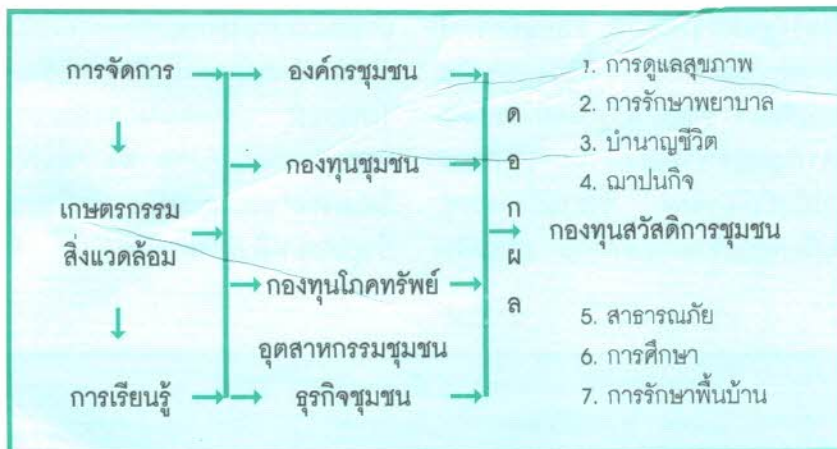 การจัดการ
เกษตรกรรม
สิ่งแวดล้อม
การเรียนรู้
องค์กรชุมชน
กองทุนชุมชน
กองทุนโภคทรัพย์
อุตสาหกรรมชุมชน
ธุรกิจชุมชน
ด
อ
ก
ผ
ล
1. การดูแลสุขภาพ
2. การรักษาพยาบาล
3. บำนาญชีวิต
4. ฌาปนกิจ
กองทุนสวัสดิการชุมชน
5. สาธารณภัย
6. การศึกษา
7. การรักษาพื้นบ้าน